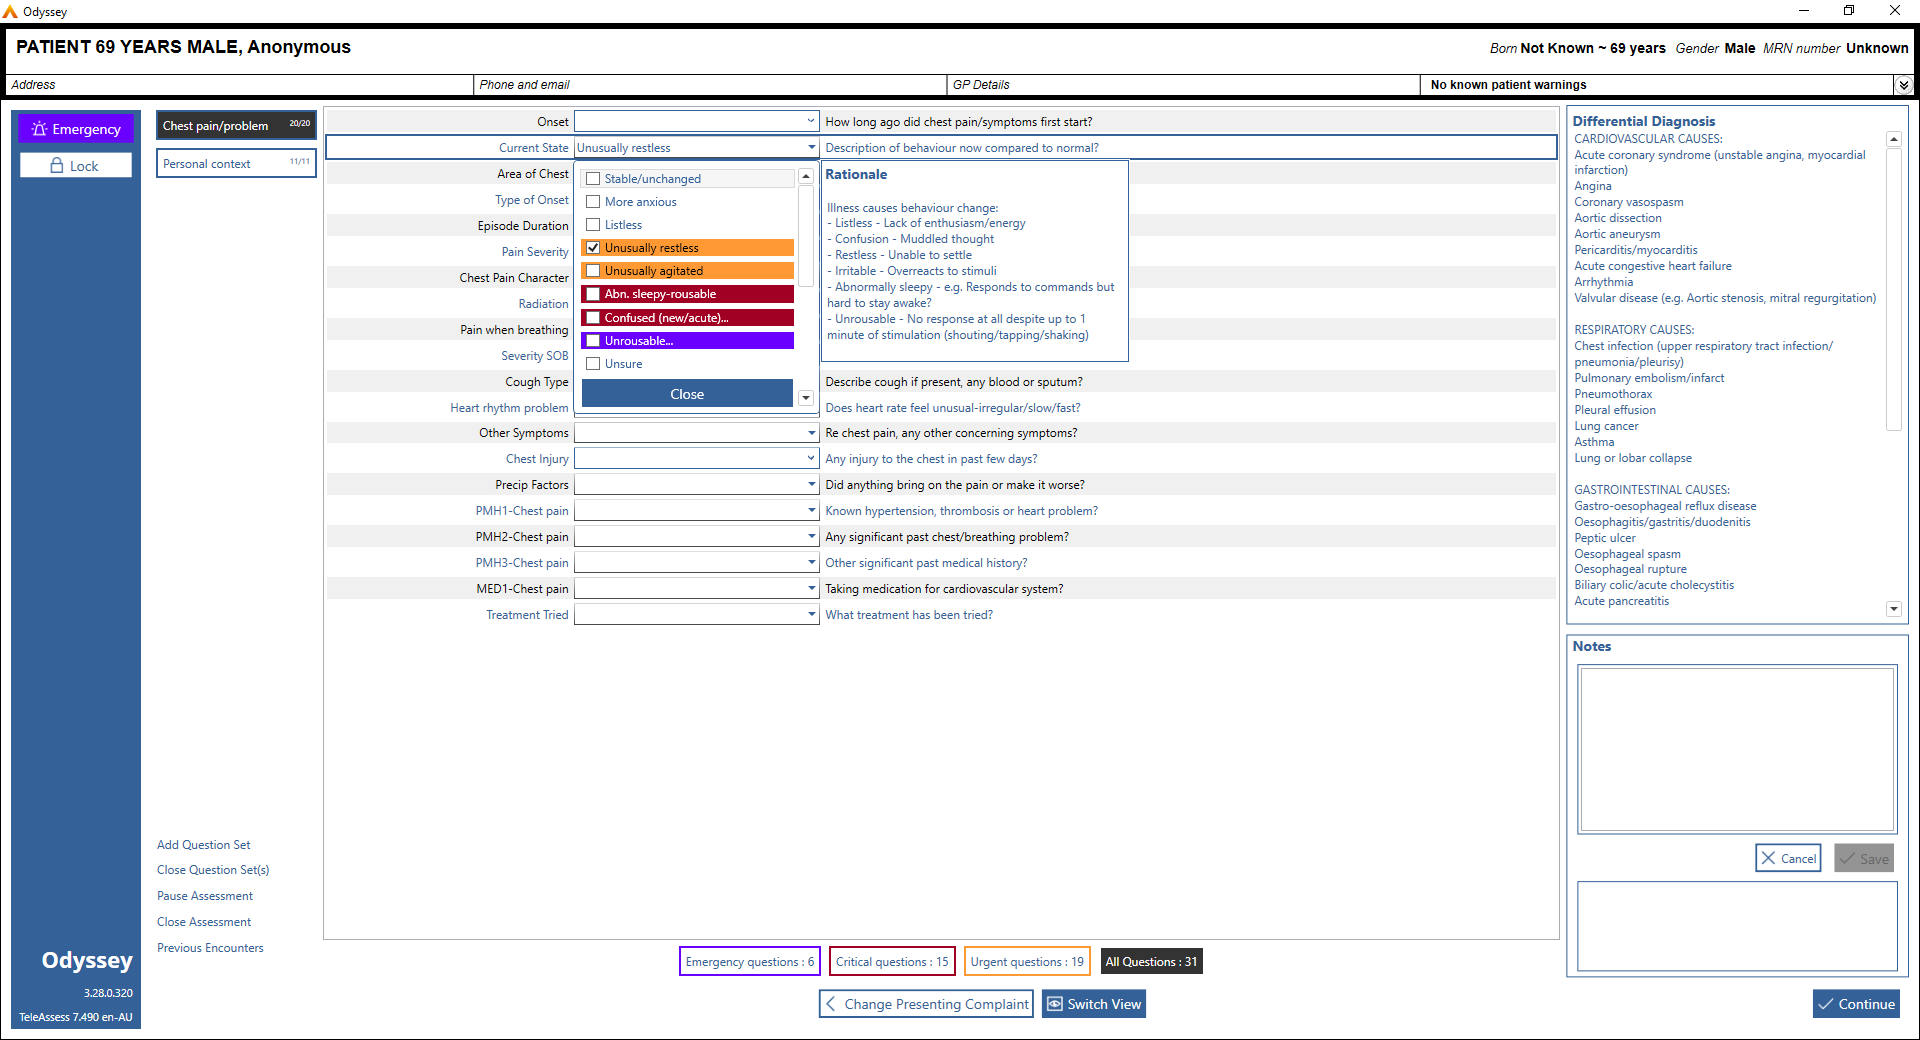 Odyssey
PATIENT 69 YEARS MALE, Anonymous
Born Not Known ~ 69 years Gender Male MRN number Unknown
Address
Phone and email
GP Details
No known patient warnings
Emergency
Lock
Chest pain/problem 20/20
Personal context 11/11
Onset
How long ago did chest pain/symptoms first start?
Current State
Unusually restless
Description of behaviour now compared to normal?
Area of Chest
Type of Onset
Episode Duration
Pain Severity
Chest Pain Character
Radiation
Pain when breathing
Severity SOB
Cough Type
Heart rhythm problem
Stable/unchanged
More anxious
Listless
Unusually restless
Unusually agitated
Abn. sleepy-rousable
Confused (new/acute)...
Unrousable...
Unsure
Close
Rationale
Illness causes behaviour change:
- Listless - Lack of enthusiasm/energy
- Confusion - Muddled thought
- Restless - Unable to settle
- Irritable - Overreacts to stimuli
- Abnormally sleepy - e.g. Responds to commands but
hard to stay awake?
- Unrousable - No response at all despite up to 1
minute of stimulation (shouting/tapping/shaking)
Describe cough if present, any blood or sputum?
Does heart rate feel unusual-irregular/slow/fast?
Other Symptoms
Re chest pain, any other concerning symptoms?
Chest Injury
Any injury to the chest in past few days?
Precip Factors
Did anything bring on the pain or make it worse?
PMH1-Chest pain
Known hypertension, thrombosis or heart problem?
PMH2-Chest pain
Any significant past chest/breathing problem?
PMH3-Chest pain
Other significant past medical history?
MED1-Chest pain
Taking medication for cardiovascular system?
Treatment Tried
What treatment has been tried?
Differential Diagnosis
CARDIOVASCULAR CAUSES:
Acute coronary syndrome (unstable angina, myocardial
infarction)
Angina
Coronary vasospasm
Aortic dissection
Aortic aneurysm
Pericarditis/myocarditis
Acute congestive heart failure
Arrhythmia
Valvular disease (e.g. Aortic stenosis, mitral regurgitation)
RESPIRATORY CAUSES:
Chest infection (upper respiratory tract infection/
pneumonia/pleurisy)
Pulmonary embolism/infarct
Pneumothorax
Pleural effusion
Lung cancer
Asthma
Lung or lobar collapse
GASTROINTESTINAL CAUSES:
Gastro-oesophageal reflux disease
Oesophagitis/gastritis/duodenitis
Peptic ulcer
Oesophageal spasm
Oesophageal rupture
Biliary colic/acute cholecystitis
Acute pancreatitis
Notes
Cancel
Save
Add Question Set
Close Question Set(s)
Pause Assessment
Close Assessment
Previous Encounters
Odyssey
3.28.0.320
TeleAssess 7.490 en-AU
Emergency questions : 6
Critical questions : 15
Urgent questions : 19
All Questions : 31
Change Presenting Complaint
Switch View
Continue